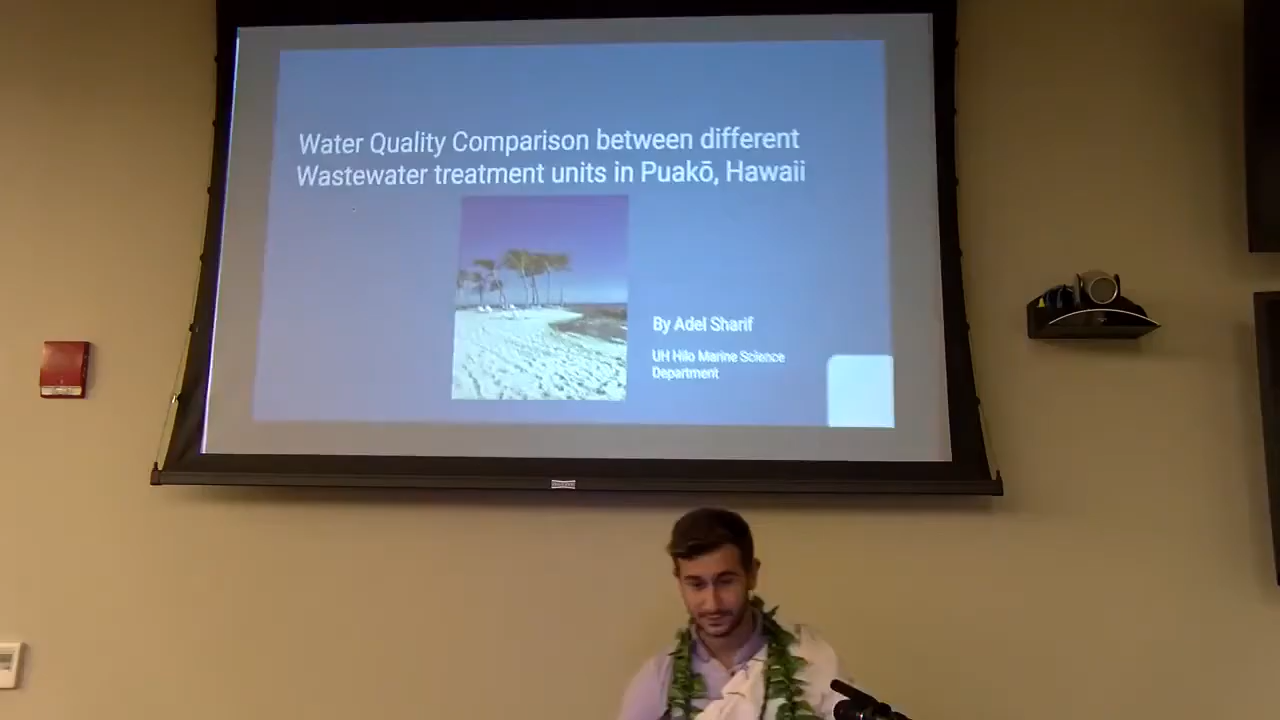 Water Quality Comparison between different
Wastewater treatment units in Puakō, Hawaii
By Adel Sharif
UH Hilo Marine Science
Department